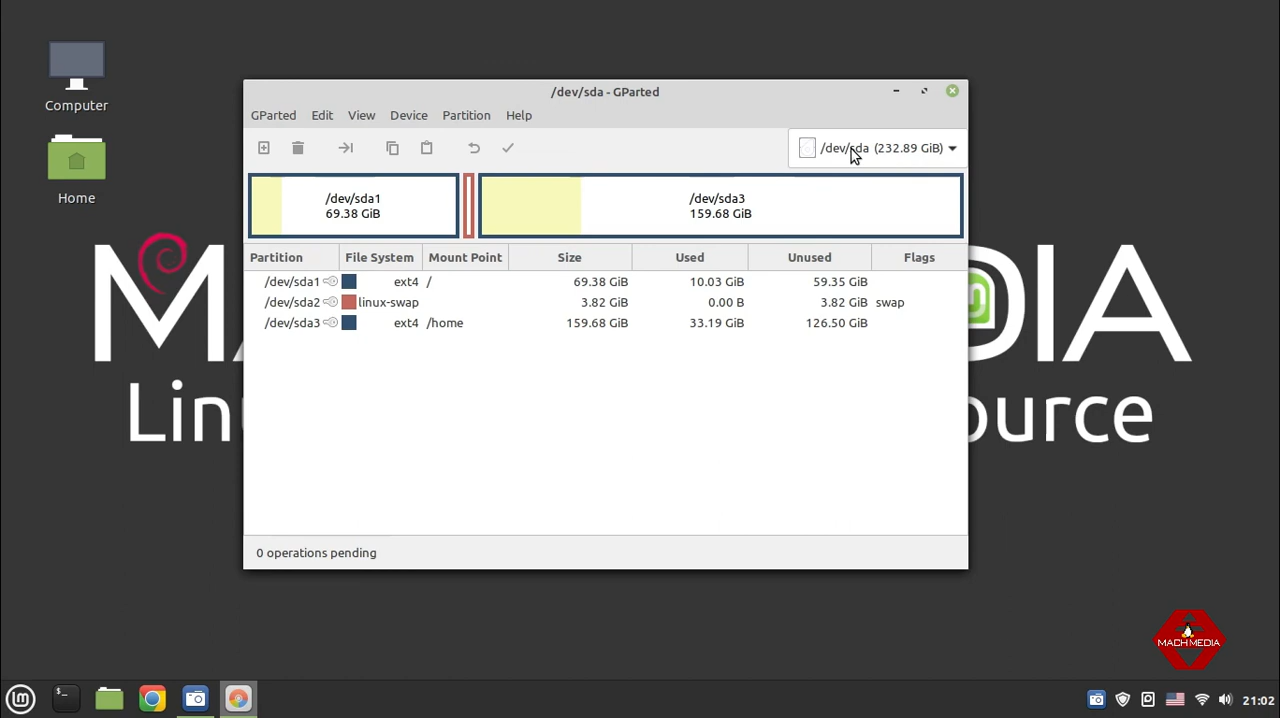 Computer
Home
/dev/sda - GParted
GParted Edit View Device Partition Help
/dev/sda (232.89 GiB)
/dev/sda1
69.38 GiB
/dev/sda3
159.68 GiB
Partition File System Mount Point Size Used Unused Flags
/dev/sda1 ext4 / 69.38 GiB 10.03 GiB 59.35 GiB
/dev/sda2 linux-swap 3.82 GiB 0.00 B 3.82 GiB swap
/dev/sda3 ext4 /home 159.68 GiB 33.19 GiB 126.50 GiB
0 operations pending
M DIA
Lin ource
MACH MEDIA
21:02